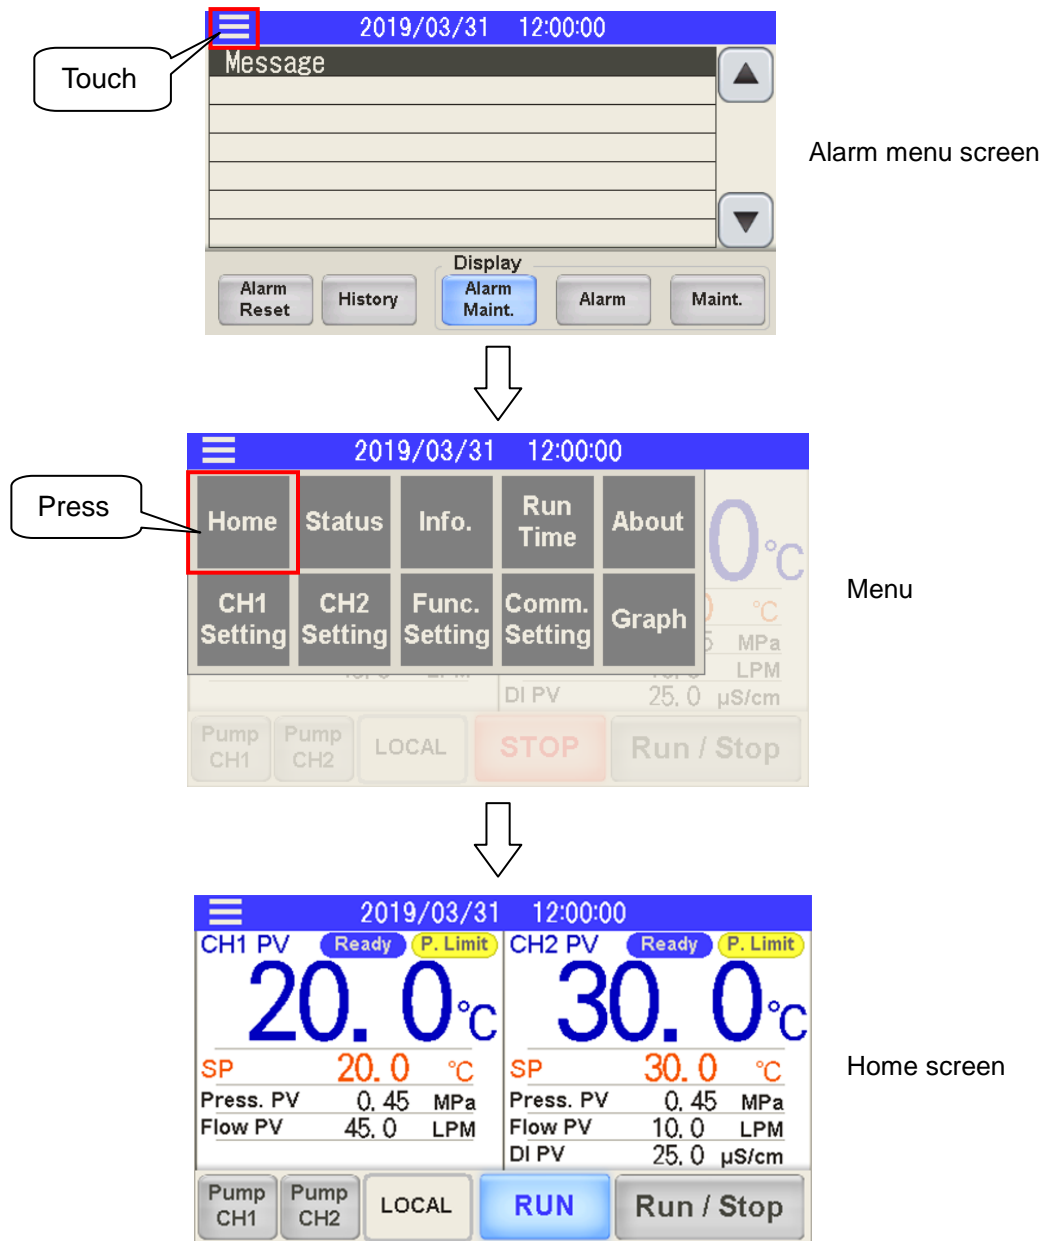 2019/03/31 12:00:00
Touch
Message
Alarm menu screen
Display
Alarm Reset
History
Alarm Maint.
Alarm
Maint.
2019/03/31 12:00:00
Press
Home Status Info. Run Time About
0 °C
CH1 Setting CH2 Setting Func. Setting Comm. Setting Graph
Menu
°C
MPa
LPM
DI PV 25.0 µS/cm
Pump CH1
Pump CH2
LOCAL
STOP
Run / Stop
2019/03/31 12:00:00
CH1 PV Ready P. Limit CH2 PV Ready P. Limit
20.0 °C 30.0 °C
SP 20.0 °C SP 30.0 °C
Home screen
Press. PV 0.45 MPa Press. PV 0.45 MPa
Flow PV 45.0 LPM Flow PV 10.0 LPM
DI PV 25.0 µS/cm
Pump CH1
Pump CH2
LOCAL
RUN
Run / Stop